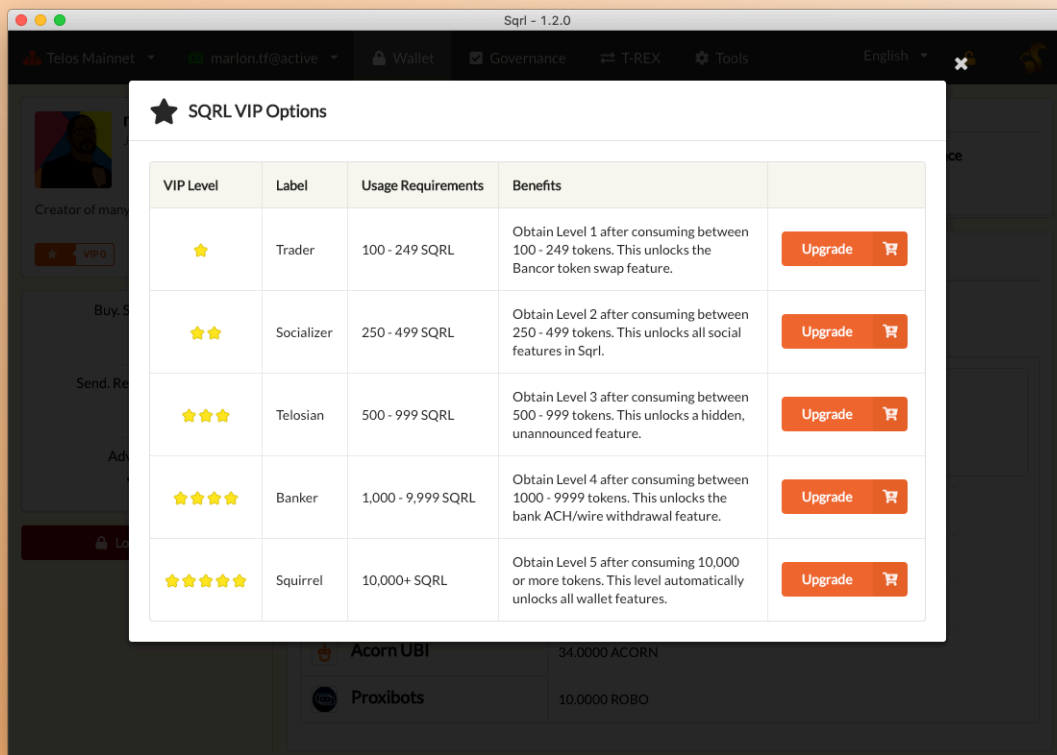 Sqrl - 1.2.0
Telos Mainnet
marlon.tf@active
Wallet
Governance
T-REX
Tools
English
SQRL VIP Options
VIP Level
Label
Usage Requirements
Benefits
Trader
100 - 249 SQRL
Obtain Level 1 after consuming between
100 - 249 tokens. This unlocks the
Bancor token swap feature.
Upgrade
Socializer
250 - 499 SQRL
Obtain Level 2 after consuming between
250 - 499 tokens. This unlocks all social
features in Sqrl.
Upgrade
Telosian
500 - 999 SQRL
Obtain Level 3 after consuming between
500 - 999 tokens. This unlocks a hidden,
unannounced feature.
Upgrade
Banker
1,000 - 9,999 SQRL
Obtain Level 4 after consuming between
1000 - 9999 tokens. This unlocks the
bank ACH/wire withdrawal feature.
Upgrade
Squirrel
10,000+ SQRL
Obtain Level 5 after consuming 10,000
or more tokens. This level automatically
unlocks all wallet features.
Upgrade
Creator of many
VIP 0
Buy. S
Send. Re
Adv
Lo
Acorn UBI
34.0000 ACORN
Proxibots
10.0000 ROBO